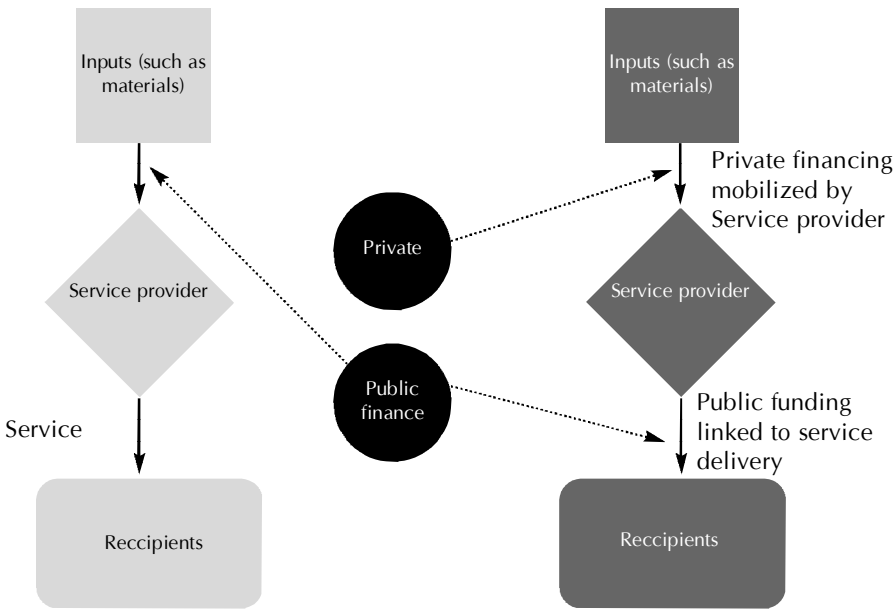 Inputs (such as
materials)
Inputs (such as
materials)
Private financing
mobilized by
Service provider
Private
Service provider
Service provider
Public
finance
Service
Public funding
linked to service
delivery
Reccipients
Reccipients